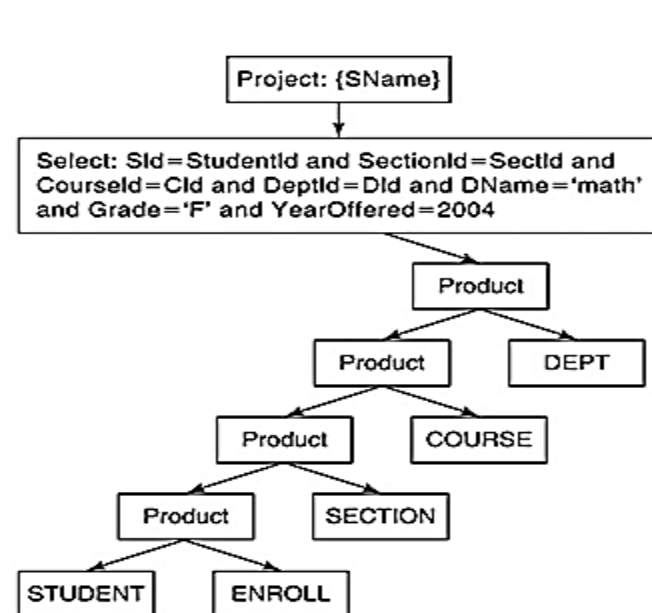 Project: {SName}
Select: SId=StudentId and SectionId=SectId and
CourseId=CId and DeptId=DId and DName=‘math’
and Grade=‘F’ and YearOffered=2004
Product
Product
DEPT
Product
COURSE
Product
SECTION
STUDENT
ENROLL